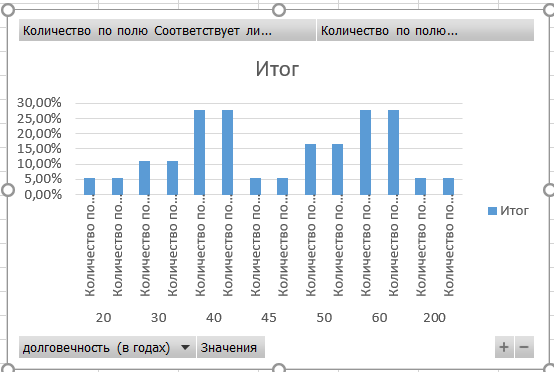 Количество по полю Соответствует ли...
Количество по полю...
Итог
30,00%
25,00%
20,00%
15,00%
10,00%
5,00%
0,00%
Количество по...
Количество по...
Количество по...
Количество по...
Количество по...
Количество по...
Количество по...
Количество по...
Количество по...
Количество по...
Количество по...
Количество по...
Количество по...
Количество по...
20 30 40 45 50 60 200
Итог
долговечность (в годах)
Значения
+ −